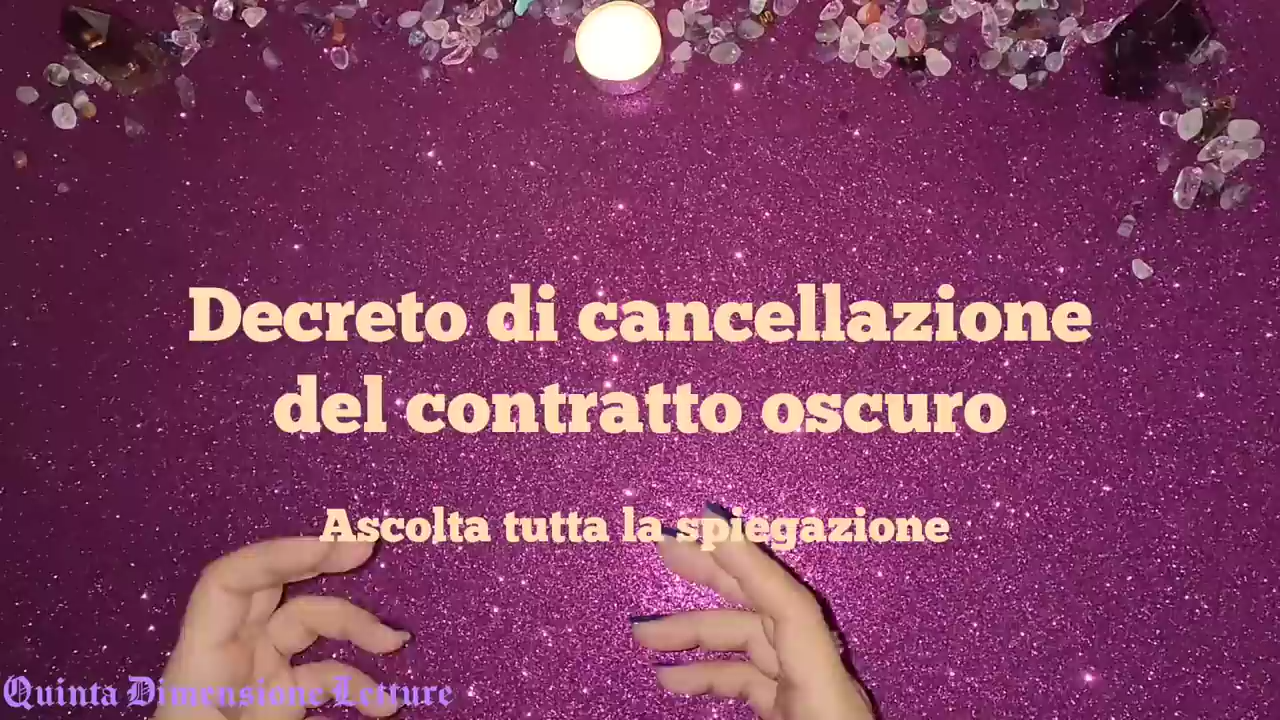 Decreto di cancellazione
del contratto oscuro
Ascolta tutta la spiegazione
Quinta Dimensione Letture